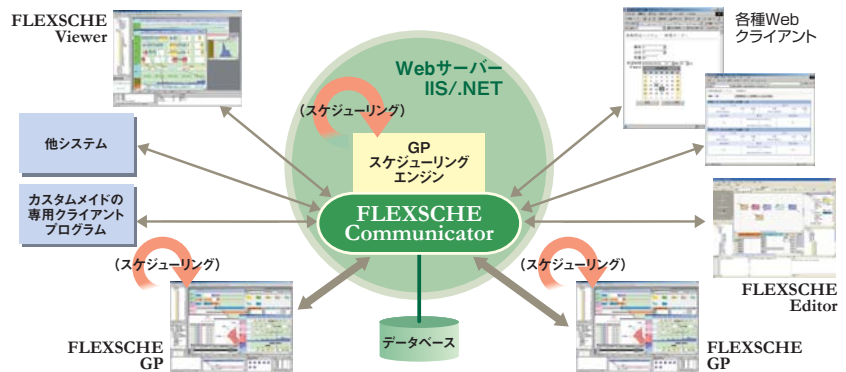 FLEXSCHE
Viewer
各種Web
クライアント
Webサーバー
IIS/.NET
(スケジューリング)
他システム
GP
スケジューリング
エンジン
カスタムメイドの
専用クライアント
プログラム
FLEXSCHE
Communicator
(スケジューリング)
(スケジューリング)
FLEXSCHE
Editor
データベース
FLEXSCHE
GP
FLEXSCHE
GP